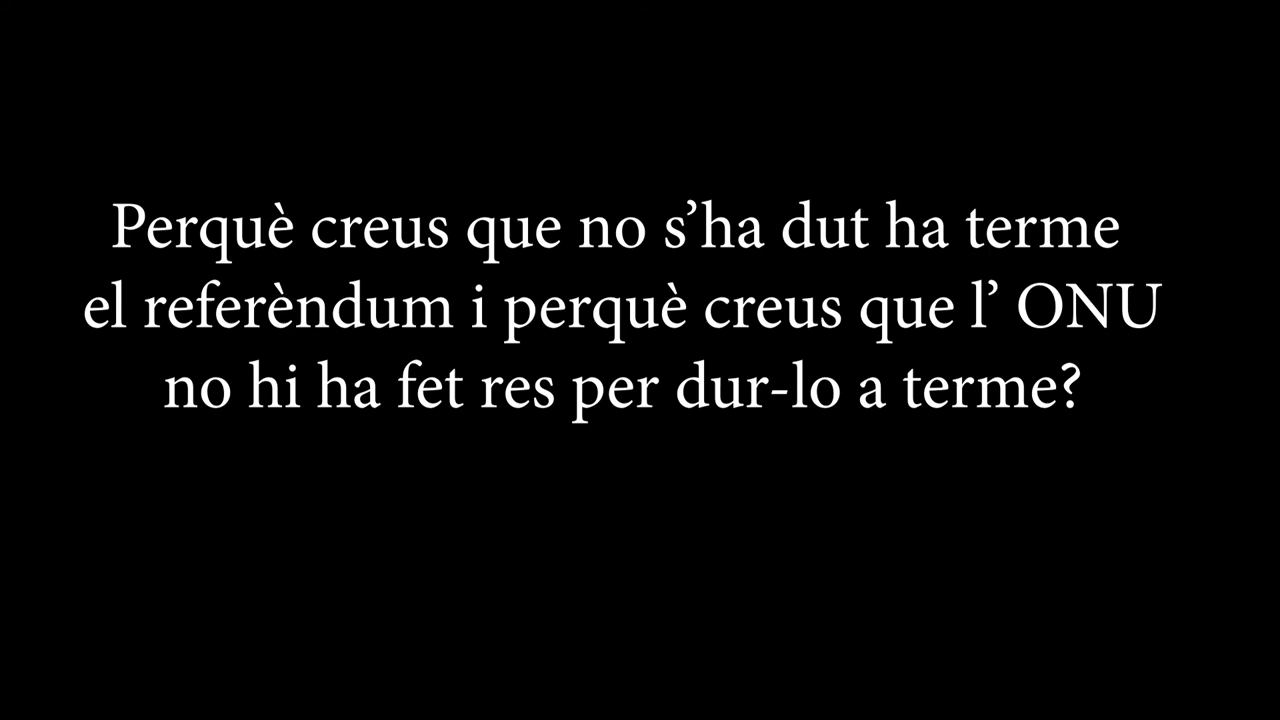 Perquè creus que no s’ha dut ha terme
el referèndum i perquè creus que l’ ONU
no hi ha fet res per dur-lo a terme?